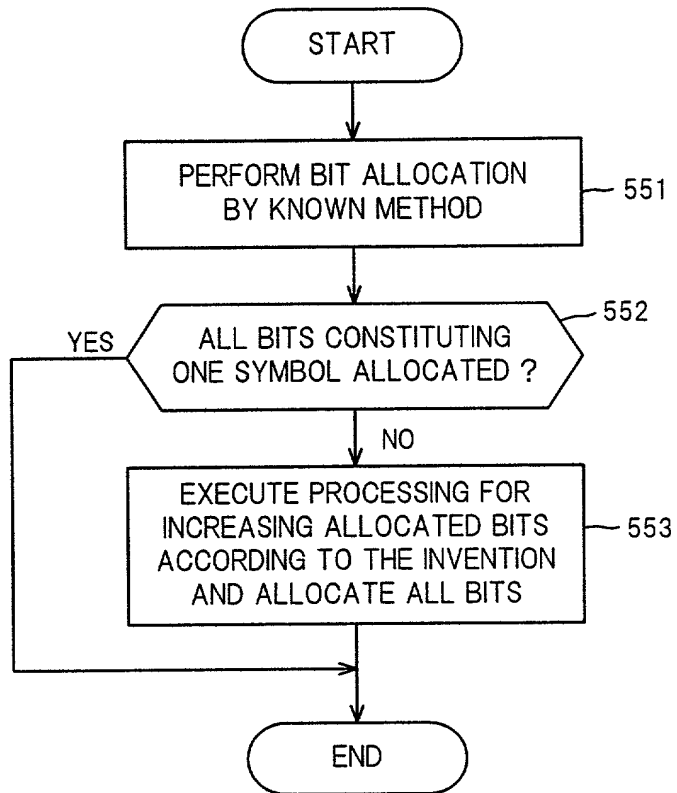 START
PERFORM BIT ALLOCATION
BY KNOWN METHOD
551
552
YES
ALL BITS CONSTITUTING
ONE SYMBOL ALLOCATED ?
NO
EXECUTE PROCESSING FOR
INCREASING ALLOCATED BITS
ACCORDING TO THE INVENTION
AND ALLOCATE ALL BITS
553
END